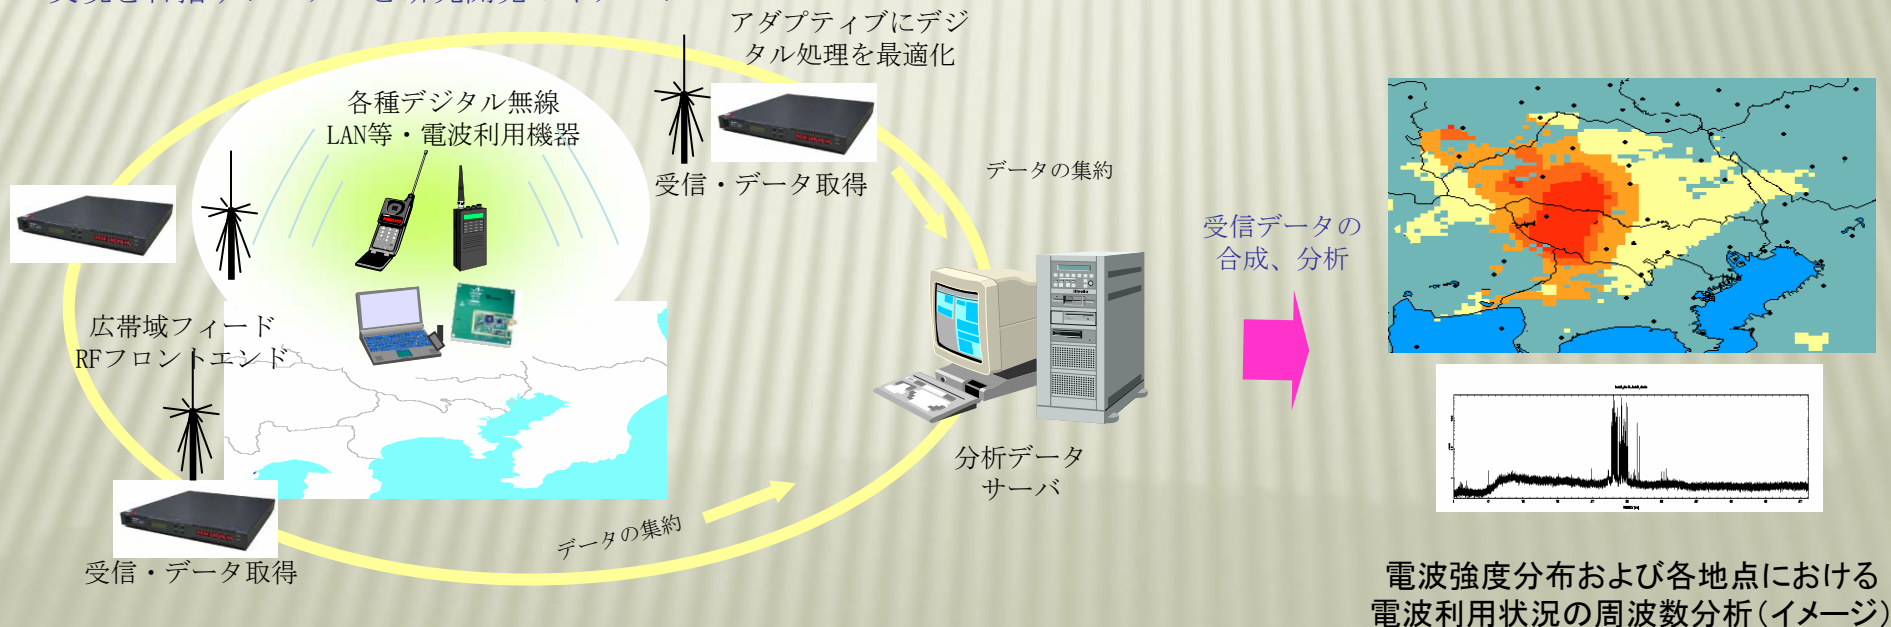 アダプティブにデジ
タル処理を最適化
各種デジタル無線
LAN等・電波利用機器
受信・データ取得
データの集約
受信データの
合成、分析
広帯域フィード
RFフロントエンド
分析データ
サーバ
データの集約
受信・データ取得
電波強度分布および各地点における
電波利用状況の周波数分析(イメージ)